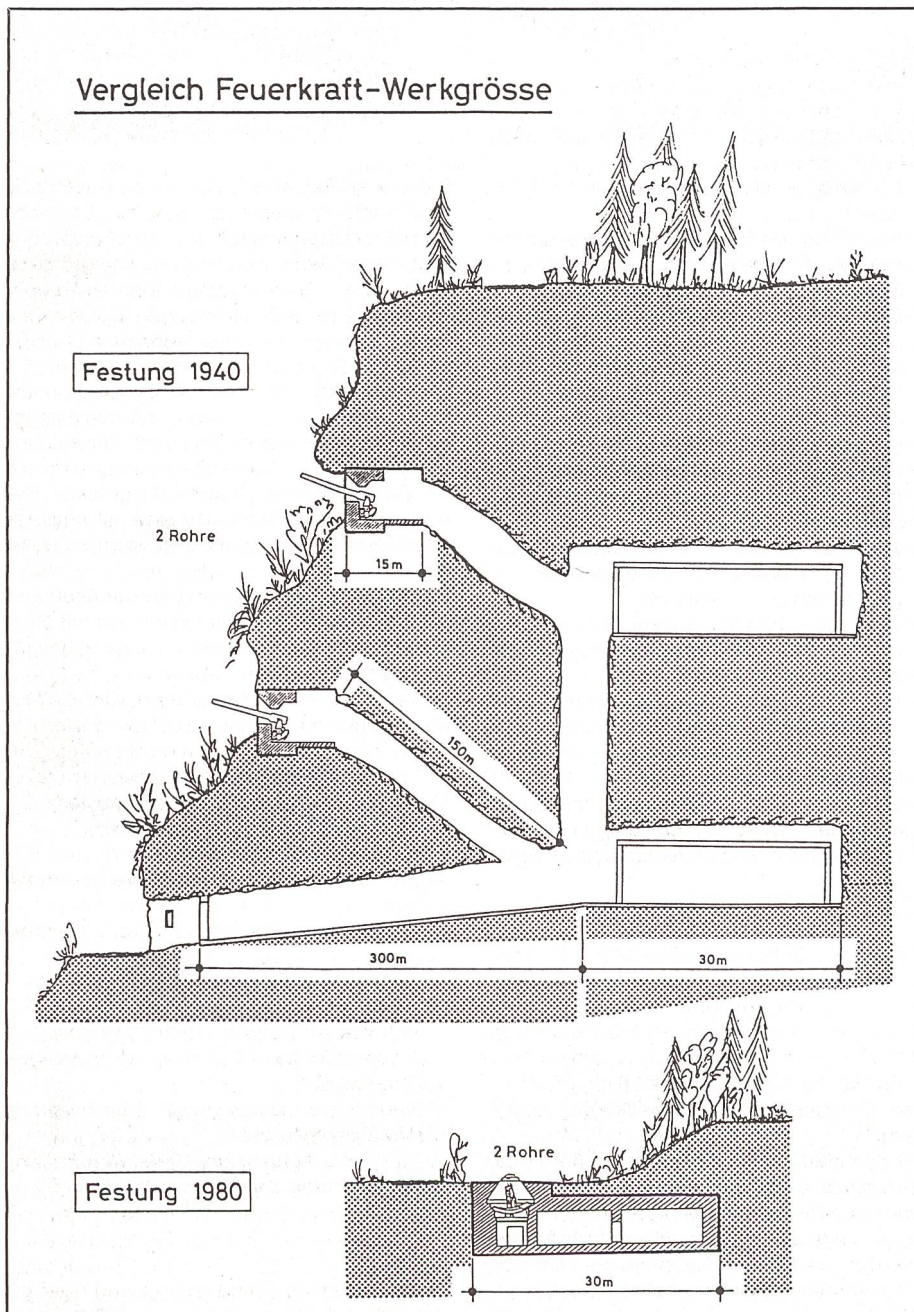 Vergleich Feuerkraft-Werkgrösse
Festung 1940
2 Rohre
15m
150m
300m
30m
2 Rohre
Festung 1980
30m